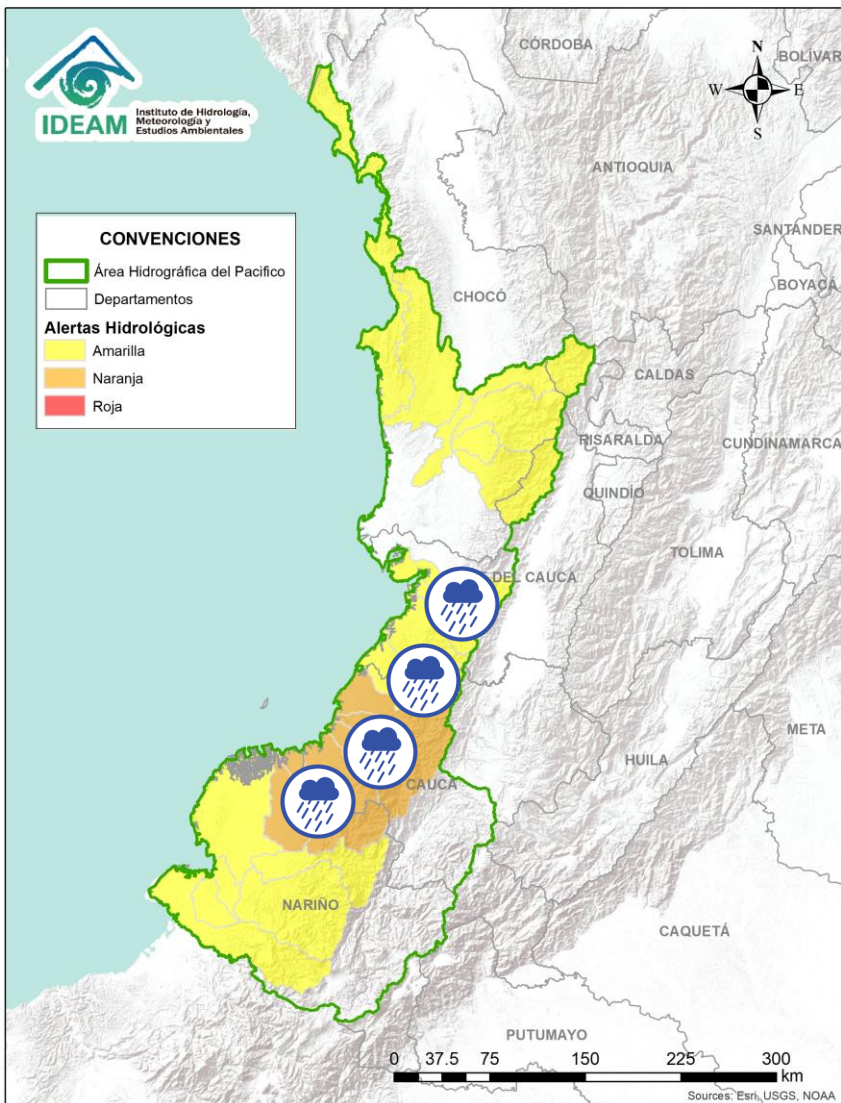 IDEAM
Instituto de Hidrología,
Meteorología y
Estudios Ambientales
CONVENCIONES
Área Hidrográfica del Pacifico
Departamentos
Alertas Hidrológicas
Amarilla
Naranja
Roja
N
W
E
S
CÓRDOBA
BOLÍVAR
ANTIOQUIA
SANTANDER
BOYACÁ
CHOCÓ
CALDAS
RISARALDA
CUNDINAMARCA
QUINDÍO
TOLIMA
DEL CAUCA
META
HUILA
CAUCA
NARIÑO
CAQUETÁ
PUTUMAYO
0 37.5 75 150 225 300
km
Sources: Esri, USGS, NOAA